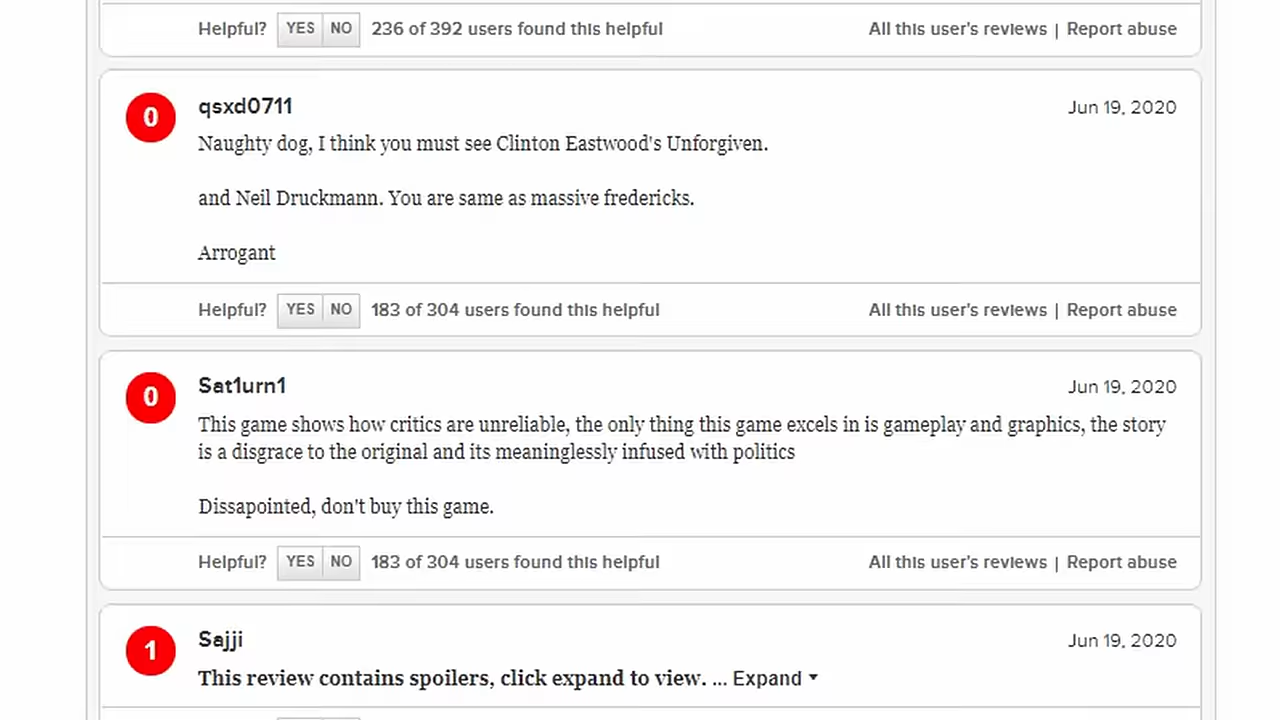 Helpful? YES NO 236 of 392 users found this helpful All this user's reviews | Report abuse
0 qsxd0711 Jun 19, 2020
Naughty dog, I think you must see Clinton Eastwood's Unforgiven.
and Neil Druckmann. You are same as massive fredericks.
Arrogant
Helpful? YES NO 183 of 304 users found this helpful All this user's reviews | Report abuse
0 Sat1urn1 Jun 19, 2020
This game shows how critics are unreliable, the only thing this game excels in is gameplay and graphics, the story
is a disgrace to the original and its meaninglessly infused with politics
Dissapointed, don't buy this game.
Helpful? YES NO 183 of 304 users found this helpful All this user's reviews | Report abuse
1 Sajji Jun 19, 2020
This review contains spoilers, click expand to view. ... Expand